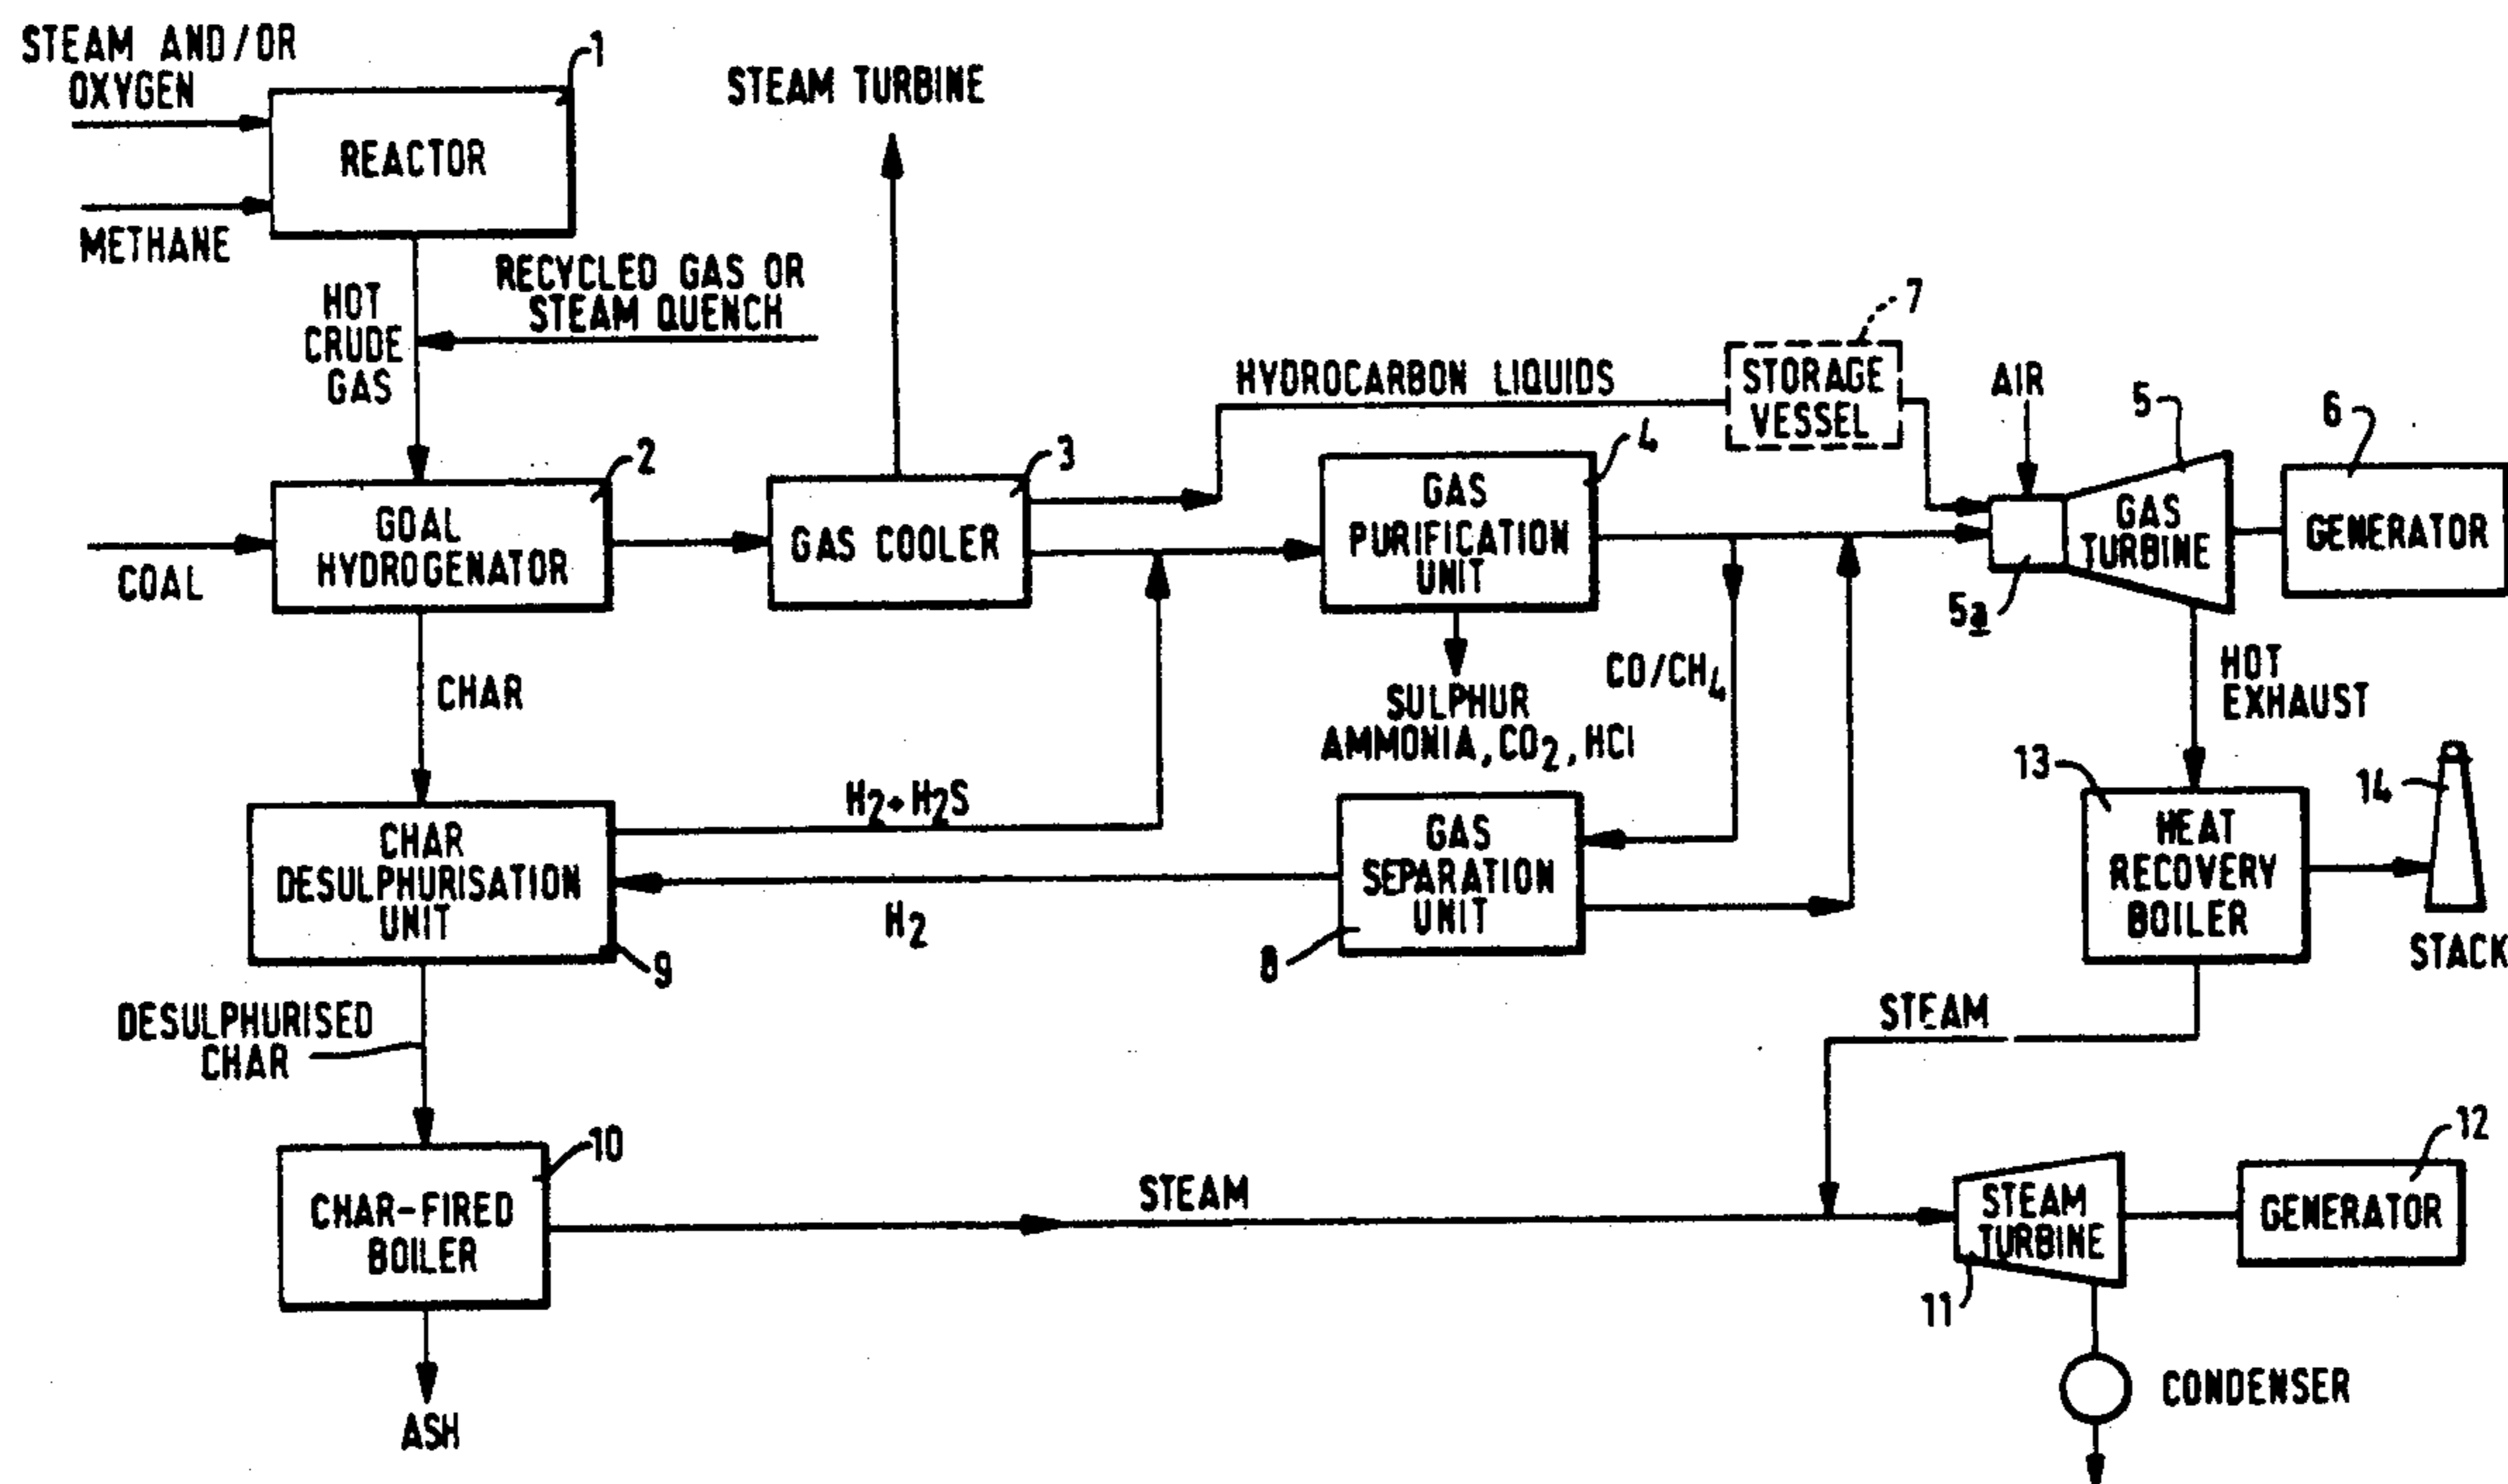 STEAM AND/OR
OXYGEN
1
REACTOR
METHANE
STEAM TURBINE
HOT
CRUDE
GAS
RECYCLED GAS OR
STEAM QUENCH
2
GOAL
HYDROGENATOR
COAL
3
GAS COOLER
HYDROCARBON LIQUIDS
7
STORAGE
VESSEL
4
GAS
PURIFICATION
UNIT
AIR
5
GAS
TURBINE
5a
6
GENERATOR
CHAR
SULPHUR
AMMONIA, CO2, HCl
CO/CH4
HOT
EXHAUST
CHAR
DESULPHURISATION
UNIT
9
H2+H2S
H2
GAS
SEPARATION
UNIT
8
13
HEAT
RECOVERY
BOILER
14
STACK
DESULPHURISED
CHAR
STEAM
10
CHAR-FIRED
BOILER
STEAM
STEAM
TURBINE
11
12
GENERATOR
CONDENSER
ASH